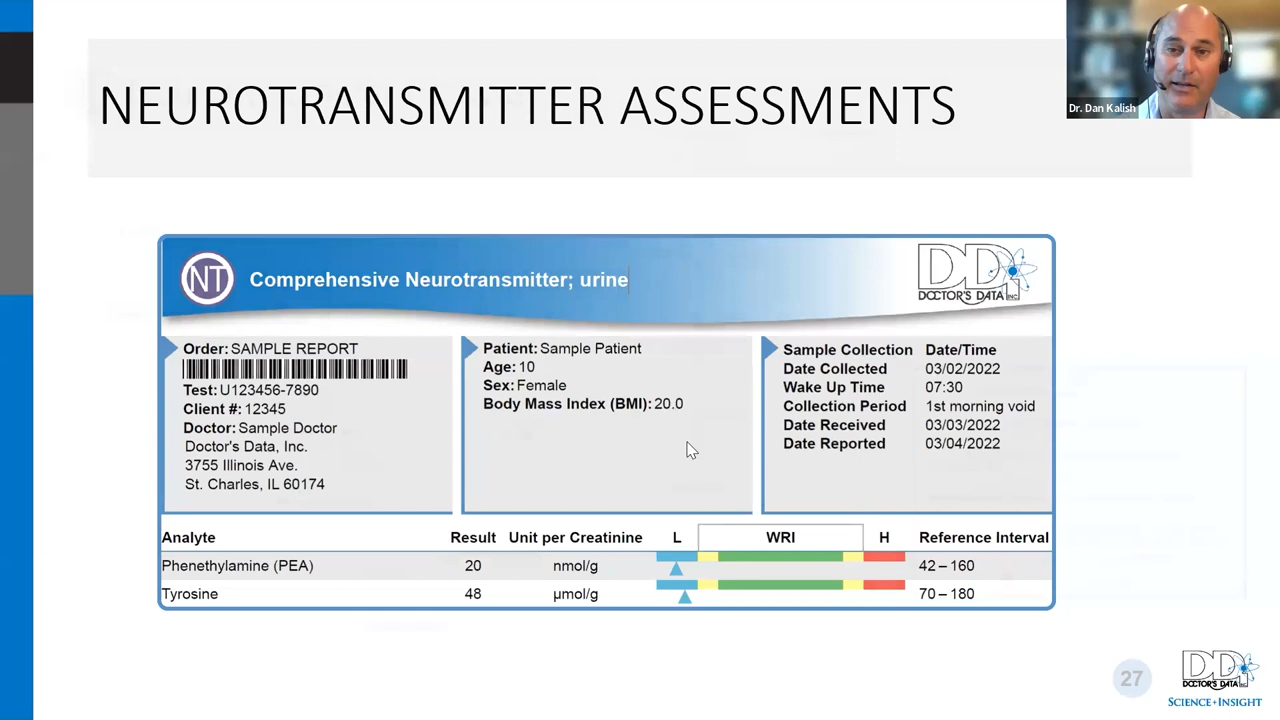 NEUROTRANSMITTER ASSESSMENTS
Dr. Dan Kalish
NT
Comprehensive Neurotransmitter; urine
DDI
DOCTOR'S DATA INC.
Order: SAMPLE REPORT
Test: U123456-7890
Client #: 12345
Doctor: Sample Doctor
Doctor's Data, Inc.
3755 Illinois Ave.
St. Charles, IL 60174
Patient: Sample Patient
Age: 10
Sex: Female
Body Mass Index (BMI): 20.0
Sample Collection Date/Time
Date Collected 03/02/2022
Wake Up Time 07:30
Collection Period 1st morning void
Date Received 03/03/2022
Date Reported 03/04/2022
Analyte Result Unit per Creatinine L WRI H Reference Interval
Phenethylamine (PEA) 20 nmol/g 42 – 160
Tyrosine 48 µmol/g 70 – 180
27
DDI
DOCTOR'S DATA INC.
SCIENCE + INSIGHT